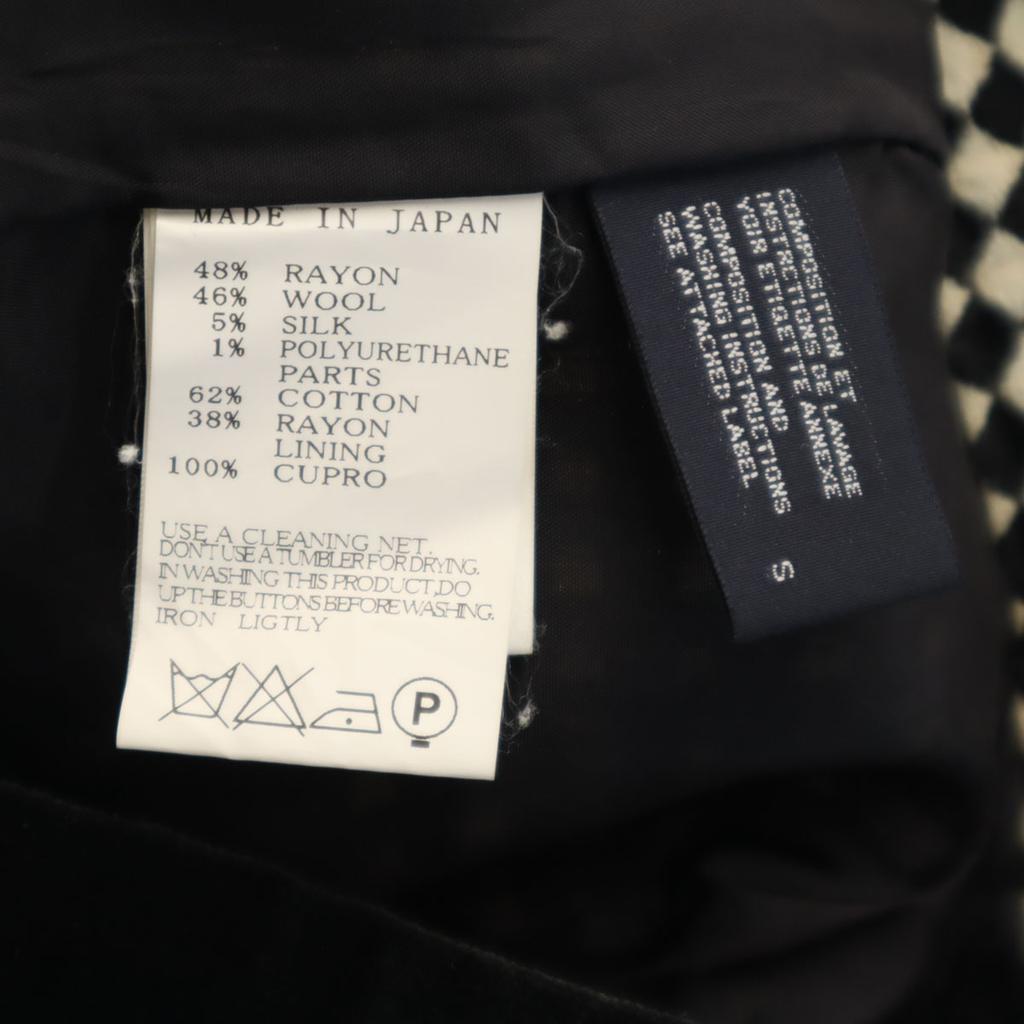 MADE IN JAPAN
48% RAYON
46% WOOL
5% SILK
1% POLYURETHANE
PARTS
62% COTTON
38% RAYON
LINING
100% CUPRO
USE A CLEANING NET.
DON'T USE A TUMBLER FOR DRYING.
IN WASHING THIS PRODUCT,DO
UP THE BUTTONS BEFORE WASHING.
IRON LIGTLY
P
COMPOSITION ET LAVAGE
INSTRCTIONS DE
VOIR ETIQETTE ANNEXE
COMPOSITION AND
WASHING INSTRUCTIONS
SEE ATTACHED LABEL
S